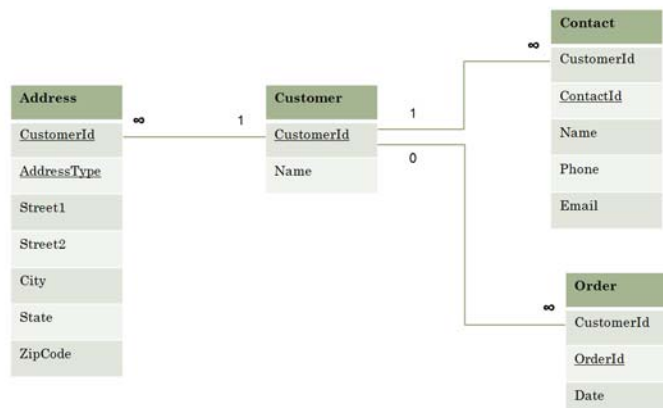 Contact
∞
CustomerId
ContactId
Name
Phone
Email
Address
CustomerId
AddressType
Street1
Street2
City
State
ZipCode
∞
1
Customer
CustomerId
Name
1
0
∞
Order
CustomerId
OrderId
Date